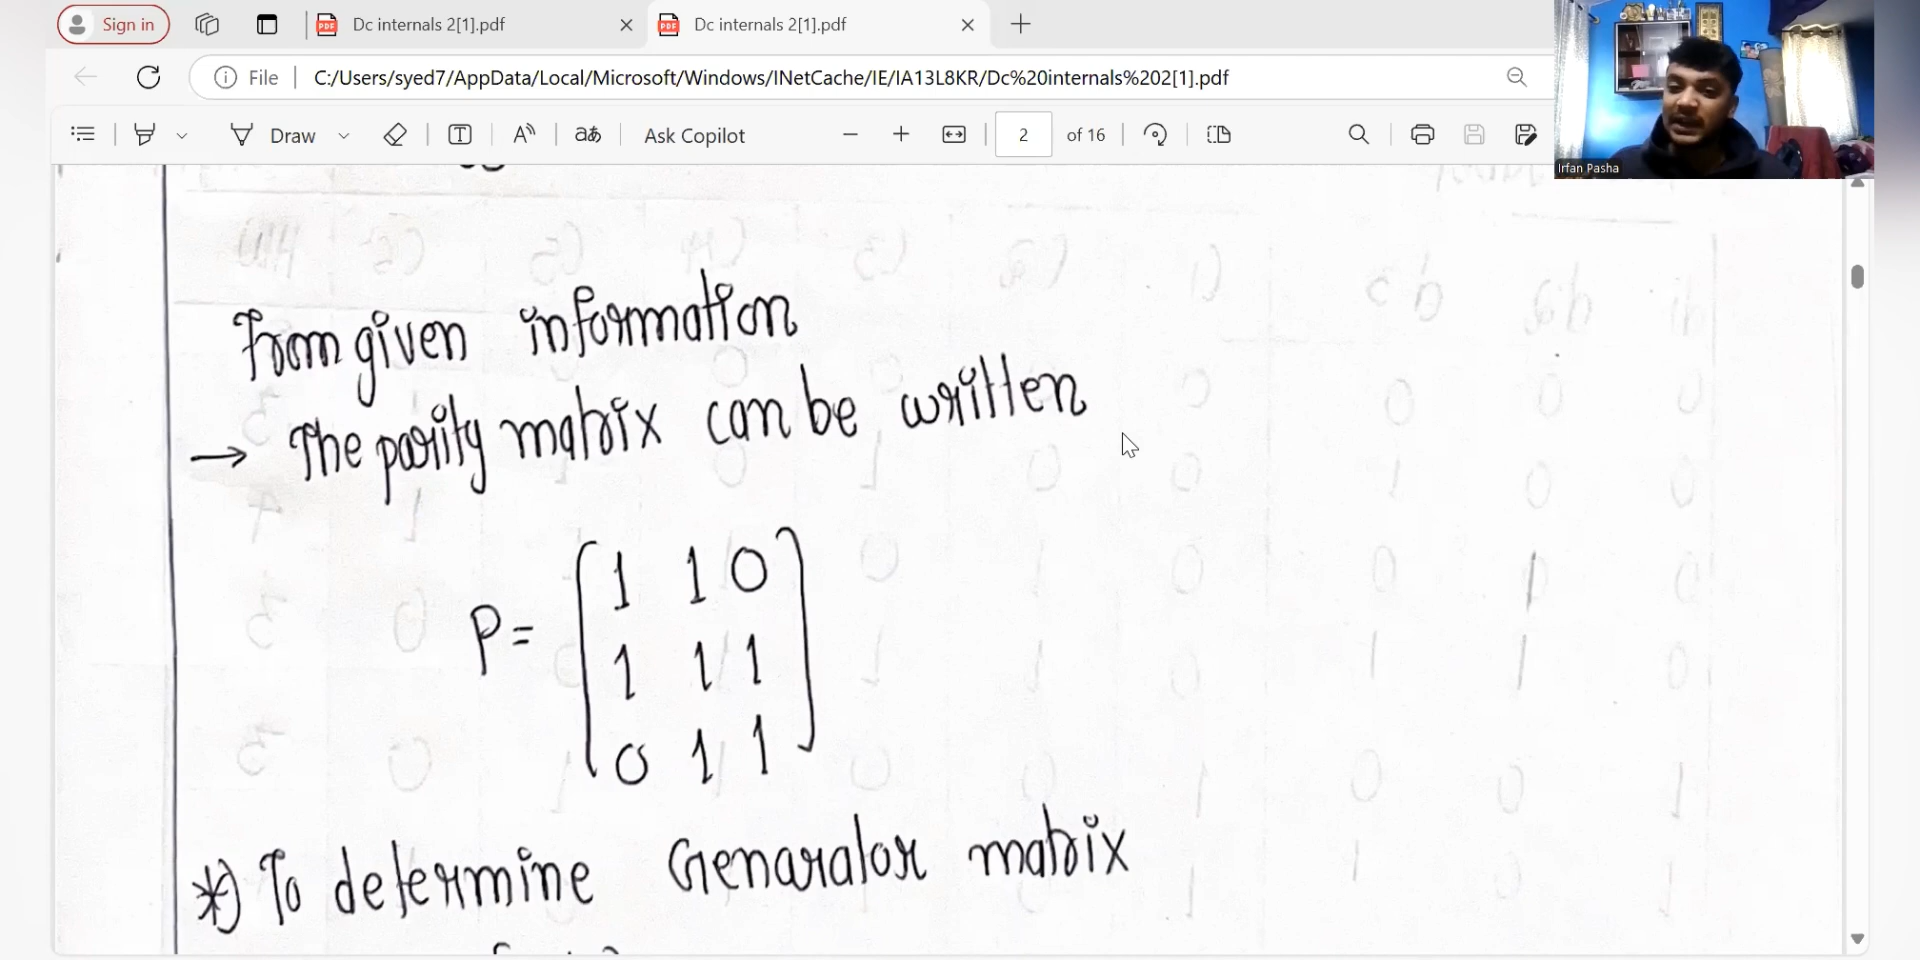 Sign in
Dc internals 2[1].pdf
Dc internals 2[1].pdf
File
C:/Users/syed7/AppData/Local/Microsoft/Windows/INetCache/IE/IA13L8KR/Dc%20internals%202[1].pdf
Draw
Ask Copilot
2 of 16
Irfan Pasha
From given information
→ The parity matrix can be written
P = [ 1 1 0
1 1 1
0 1 1 ]
*) To determine Genarator matrix